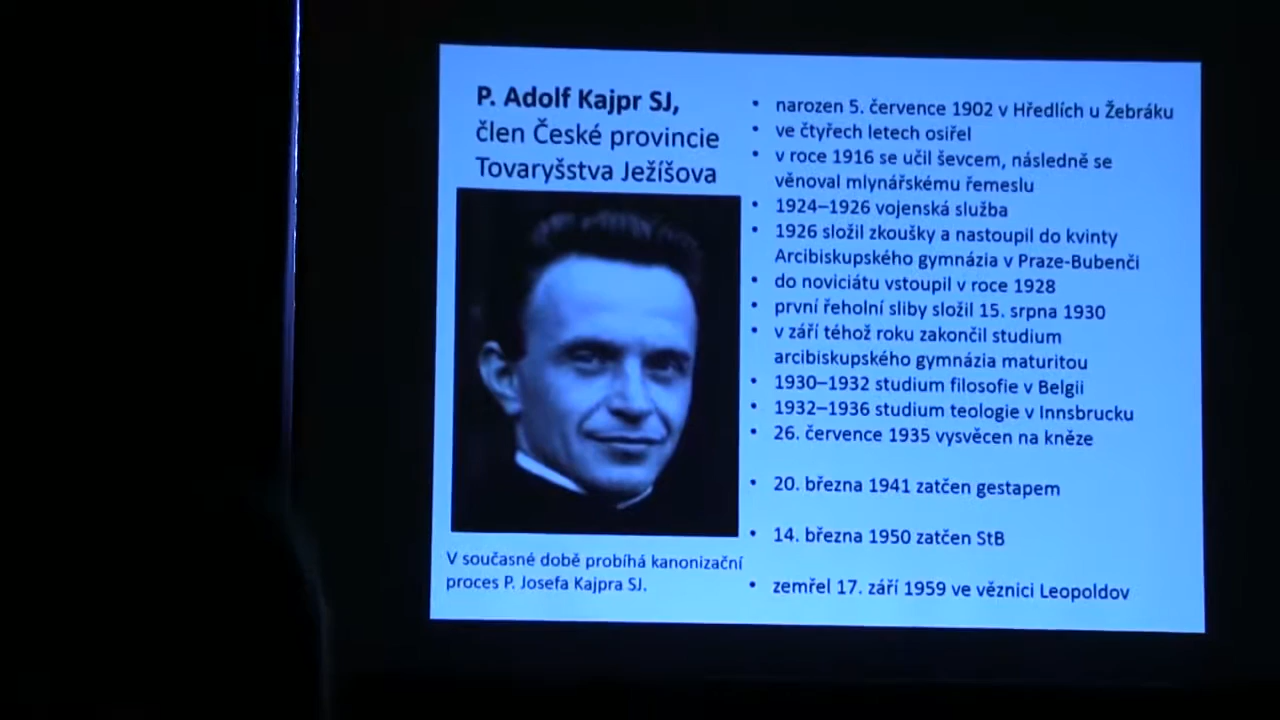 P. Adolf Kajpr SJ,
člen České provincie
Tovaryšstva Ježíšova
V současné době probíhá kanonizační
proces P. Josefa Kajpra SJ.
• narozen 5. července 1902 v Hředlích u Žebráku
• ve čtyřech letech osiřel
• v roce 1916 se učil ševcem, následně se
věnoval mlynářskému řemeslu
• 1924–1926 vojenská služba
• 1926 složil zkoušky a nastoupil do kvinty
Arcibiskupského gymnázia v Praze-Bubenči
• do noviciátu vstoupil v roce 1928
• první řeholní sliby složil 15. srpna 1930
• v září téhož roku zakončil studium
arcibiskupského gymnázia maturitou
• 1930–1932 studium filosofie v Belgii
• 1932–1936 studium teologie v Innsbrucku
• 26. července 1935 vysvěcen na kněze
• 20. března 1941 zatčen gestapem
• 14. března 1950 zatčen StB
• zemřel 17. září 1959 ve věznici Leopoldov